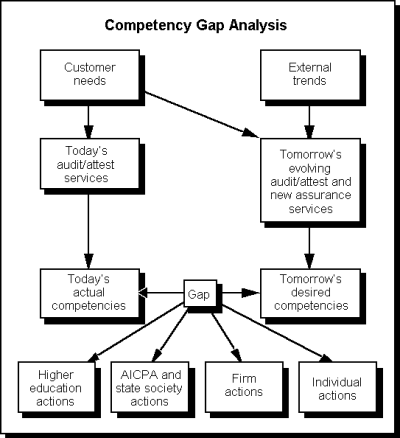 Competency Gap Analysis
Customer
needs
External
trends
Today's
audit/attest
services
Tomorrow's
evolving
audit/attest and
new assurance
services
Today's
actual
competencies
Gap
Tomorrow's
desired
competencies
Higher
education
actions
AICPA and
state society
actions
Firm
actions
Individual
actions